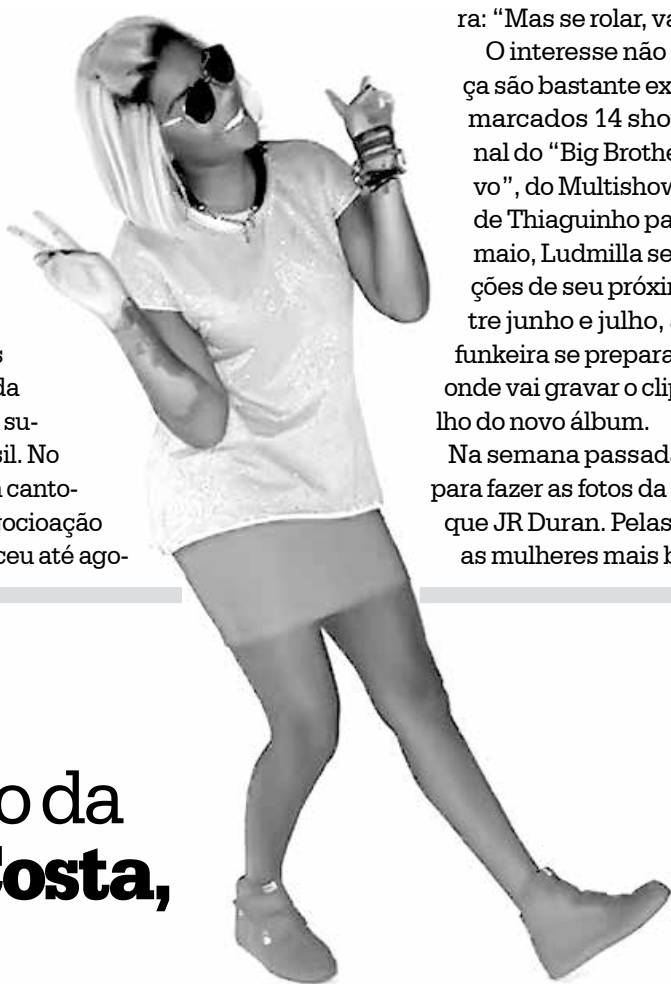 s
da
su-
sil. No
a canto-
gocioação
ceu até ago-
ra: “Mas se rolar, va
O interesse não
ça são bastante ex
marcados 14 sho
nal do “Big Brothe
vo”, do Multishow
de Thiaguinho pa
maio, Ludmilla se
ções de seu próxi
tre junho e julho,
funkeira se prepara
onde vai gravar o cli
lho do novo álbum.
Na semana passad
para fazer as fotos da
que JR Duran. Pelas
as mulheres mais b
o da
Costa,